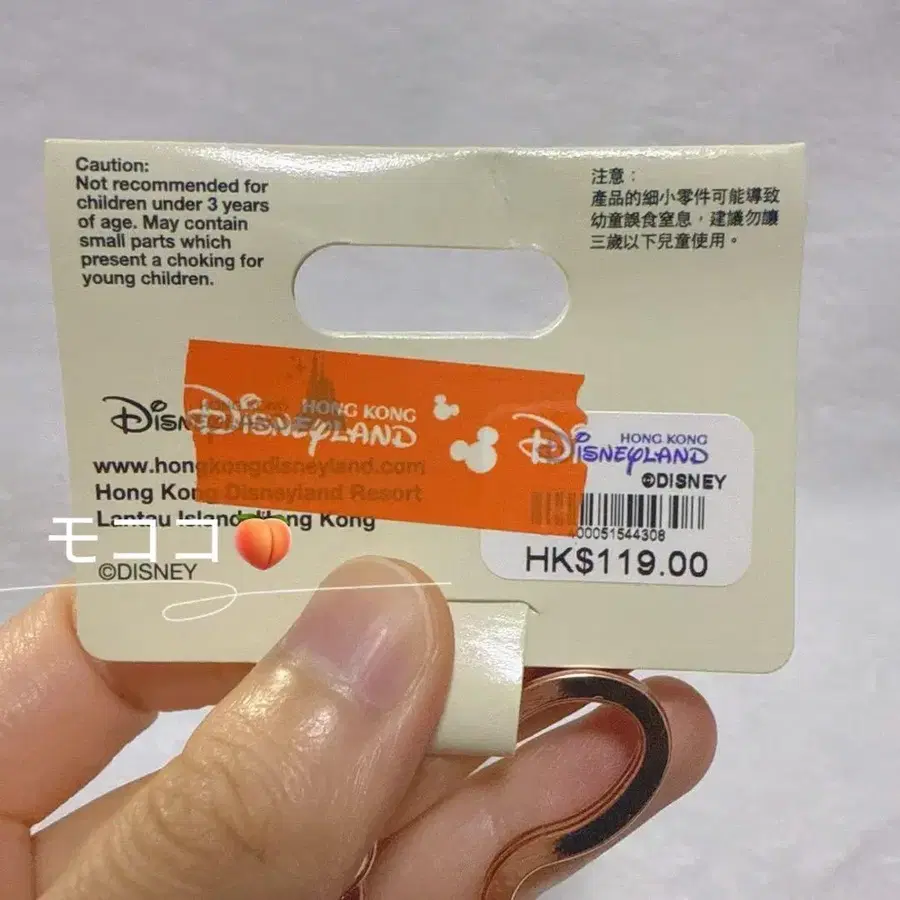 Caution:
Not recommended for
children under 3 years
of age. May contain
small parts which
present a choking for
young children.
注意：
產品的細小零件可能導致
幼童誤食窒息，建議勿讓
三歲以下兒童使用。
HONG KONG
DISNEYLAND
HONG KONG
DISNEYLAND
©DISNEY
400051544308
HK$119.00
www.hongkongdisneyland.com
Hong Kong Disneyland Resort
Lantau Island, Hong Kong
モココ🍑
©DISNEY